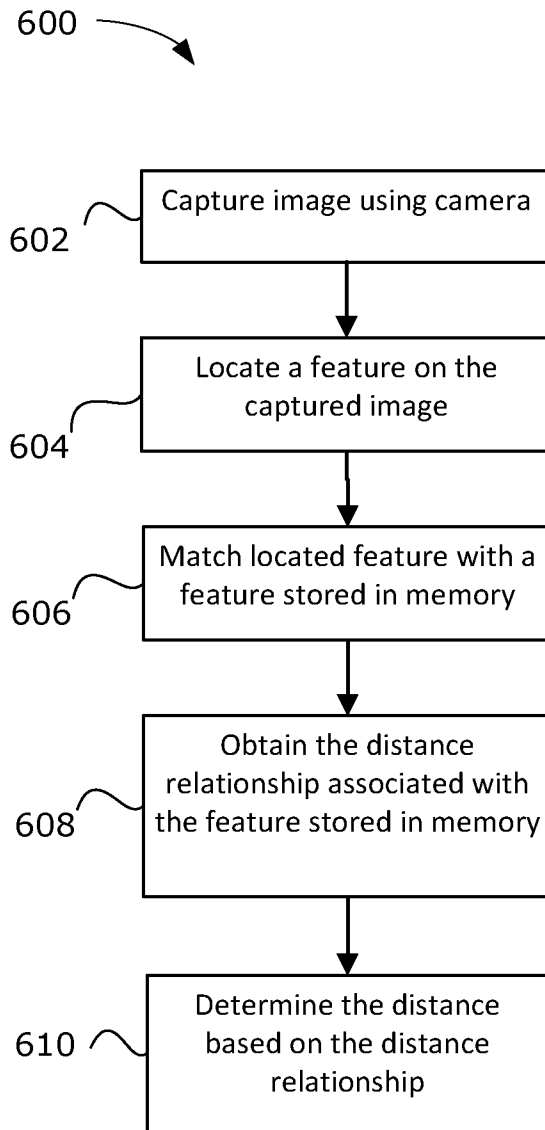 600
Capture image using camera
602
Locate a feature on the
captured image
604
Match located feature with a
feature stored in memory
606
Obtain the distance
relationship associated with
the feature stored in memory
608
Determine the distance
based on the distance
relationship
610